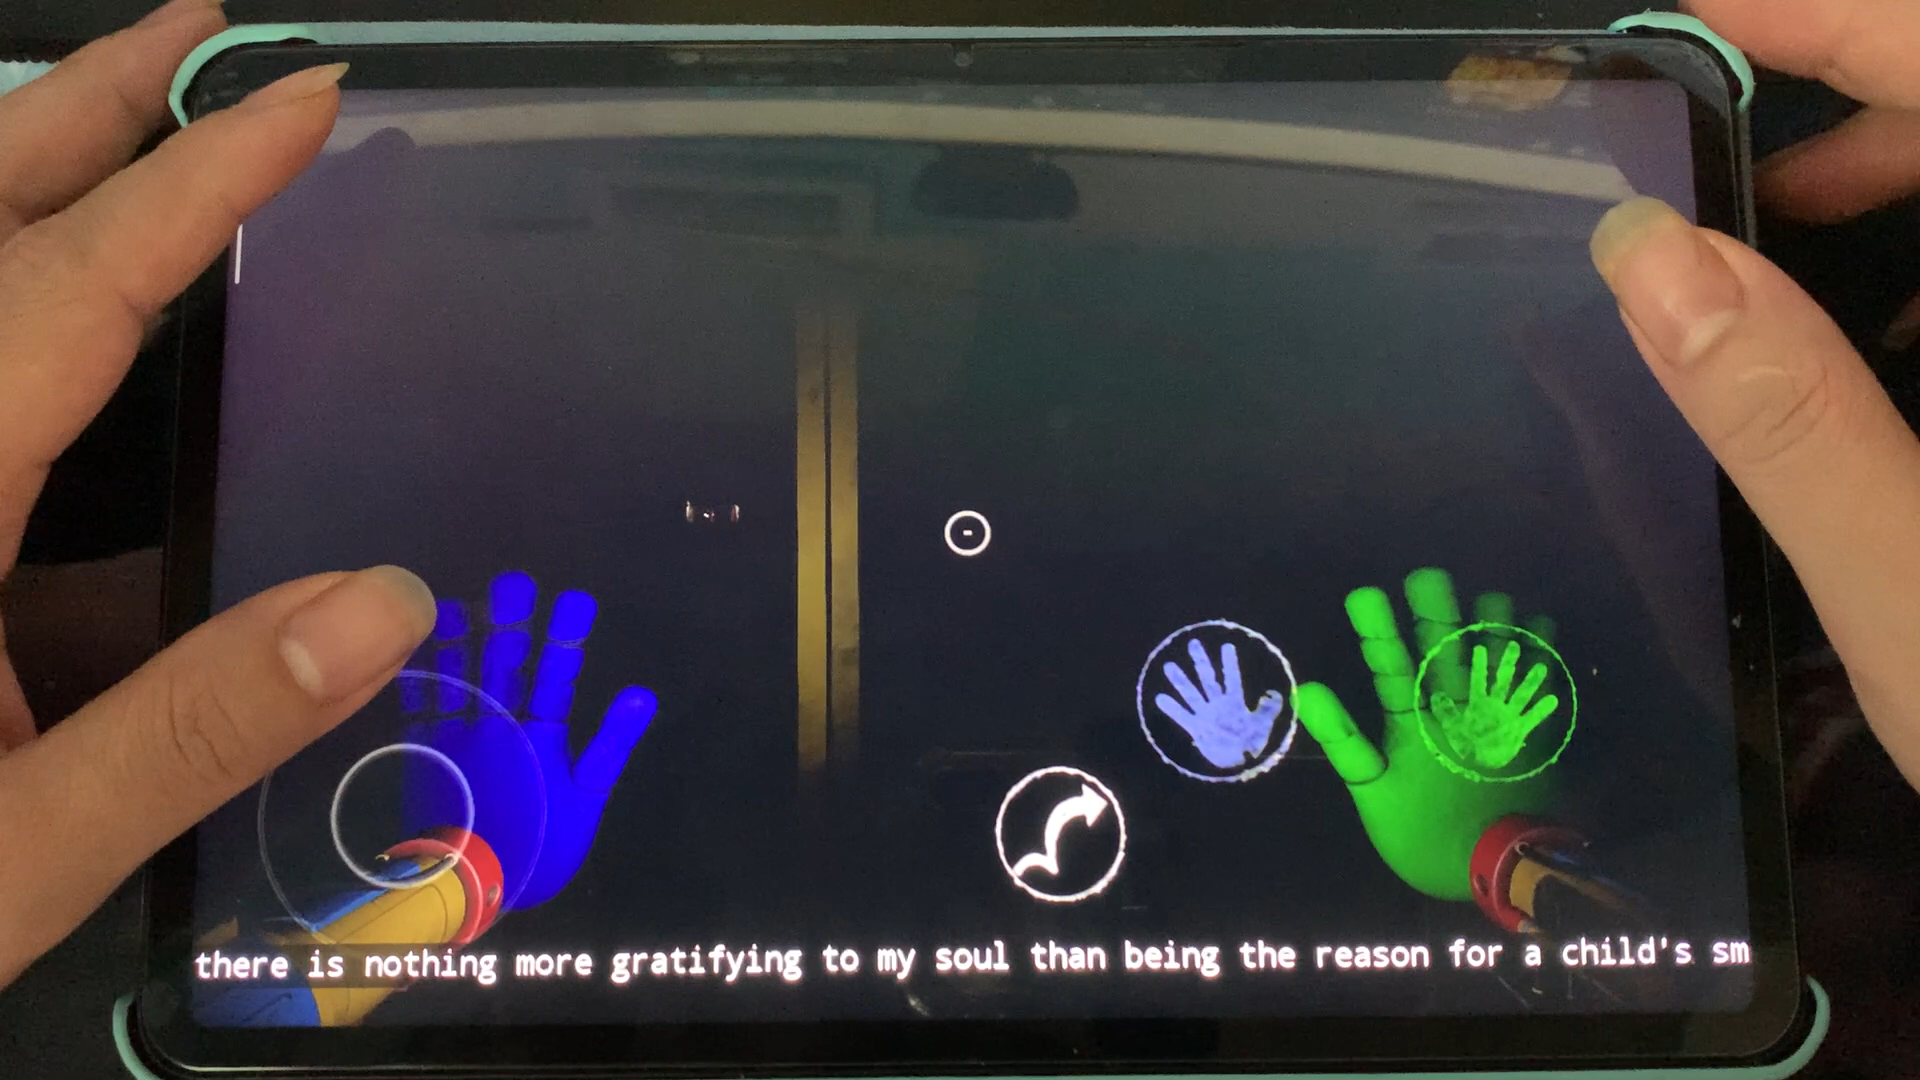 there is nothing more gratifying to my soul than being the reason for a child's sm